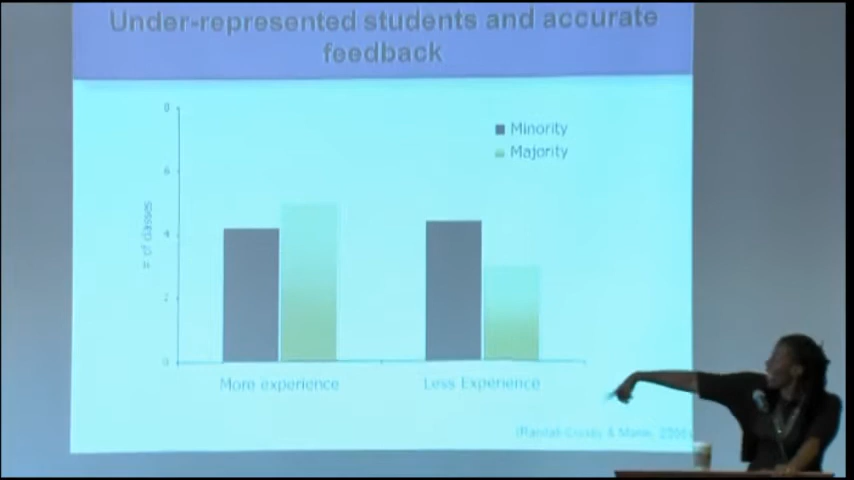 Under-represented students and accurate
feedback
8
6
4
2
0
# of classes
Minority
Majority
More experience
Less Experience